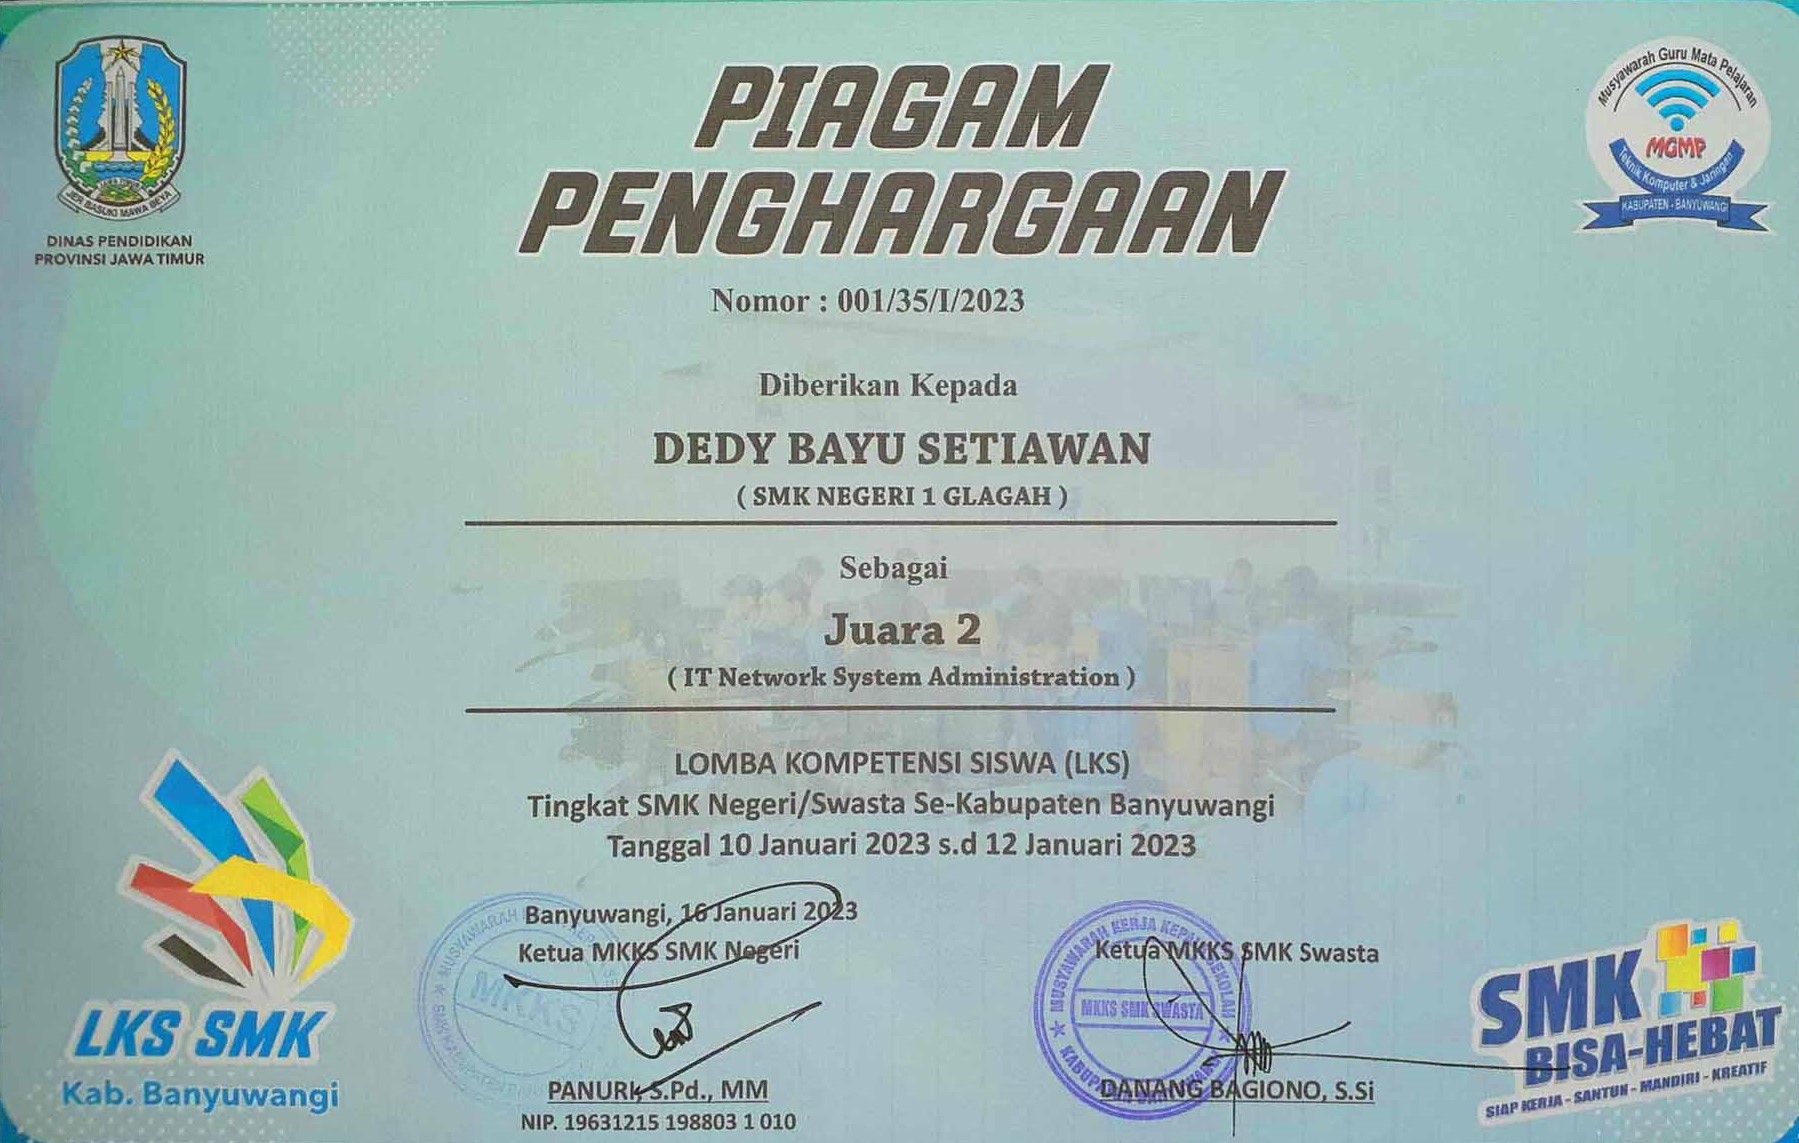 PIAGAM
PENGHARGAAN
JER BASUKI MAWA BEYA
DINAS PENDIDIKAN
PROVINSI JAWA TIMUR
Musyawarah Guru Mata Pelajaran
MGMP
Teknik Komputer & Jaringan
KABUPATEN - BANYUWANGI
Nomor : 001/35/I/2023
Diberikan Kepada
DEDY BAYU SETIAWAN
( SMK NEGERI 1 GLAGAH )
Sebagai
Juara 2
( IT Network System Administration )
LOMBA KOMPETENSI SISWA (LKS)
Tingkat SMK Negeri/Swasta Se-Kabupaten Banyuwangi
Tanggal 10 Januari 2023 s.d 12 Januari 2023
Banyuwangi, 16 Januari 2023
Ketua MKKS SMK Negeri
MUSYAWARAH
MKKS
PANURI, S.Pd., MM
NIP. 19631215 198803 1 010
Ketua MKKS SMK Swasta
MUSYAWARAH KERJA KEPALA SEKOLAH
MKKS SMK SWASTA
DANANG BAGIONO, S.Si
LKS SMK
Kab. Banyuwangi
SMK
BISA-HEBAT
SIAP KERJA - SANTUN - MANDIRI - KREATIF